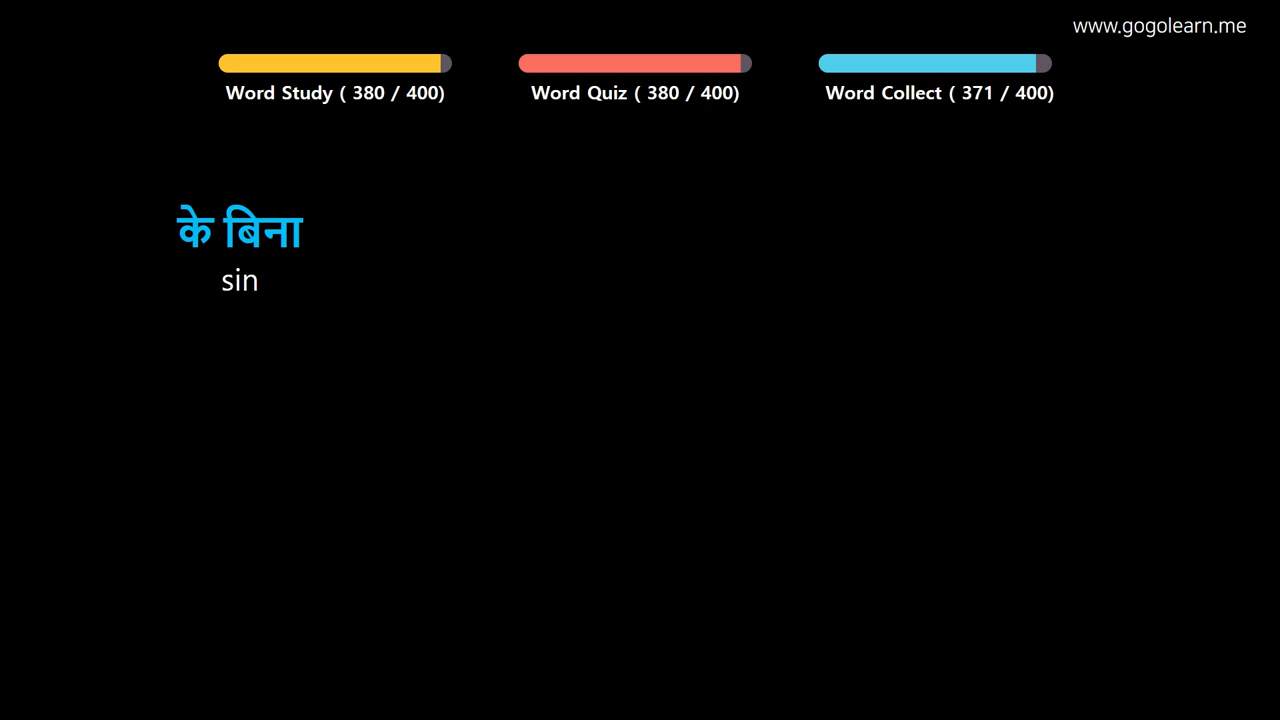 www.gogolearn.me
Word Study ( 380 / 400)
Word Quiz ( 380 / 400)
Word Collect ( 371 / 400)
के बिना
sin